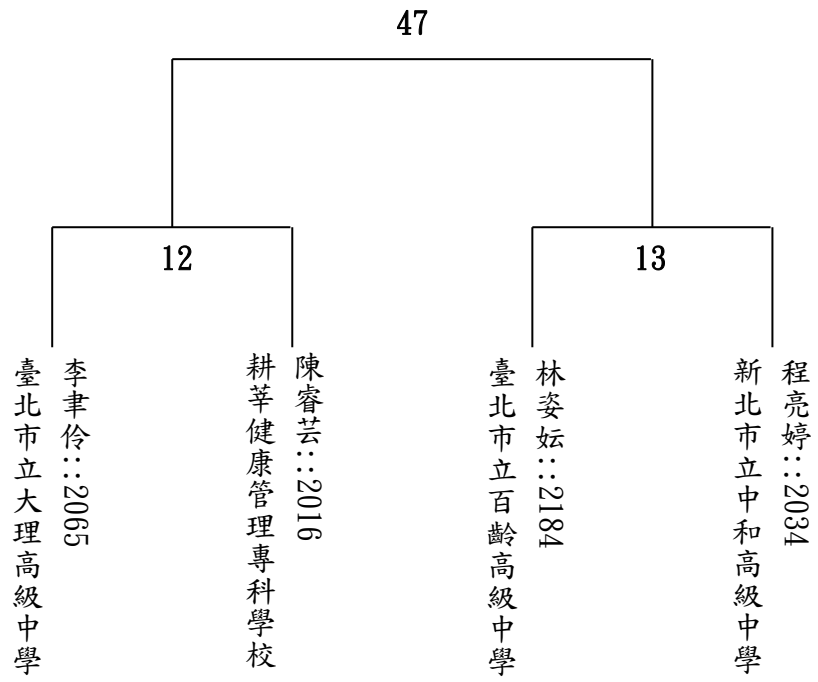 47
12
13
李聿伶::2065
臺北市立大理高級中學
陳睿芸::2016
耕莘健康管理專科學校
林姿妘::2184
臺北市立百齡高級中學
程亮婷::2034
新北市立中和高級中學